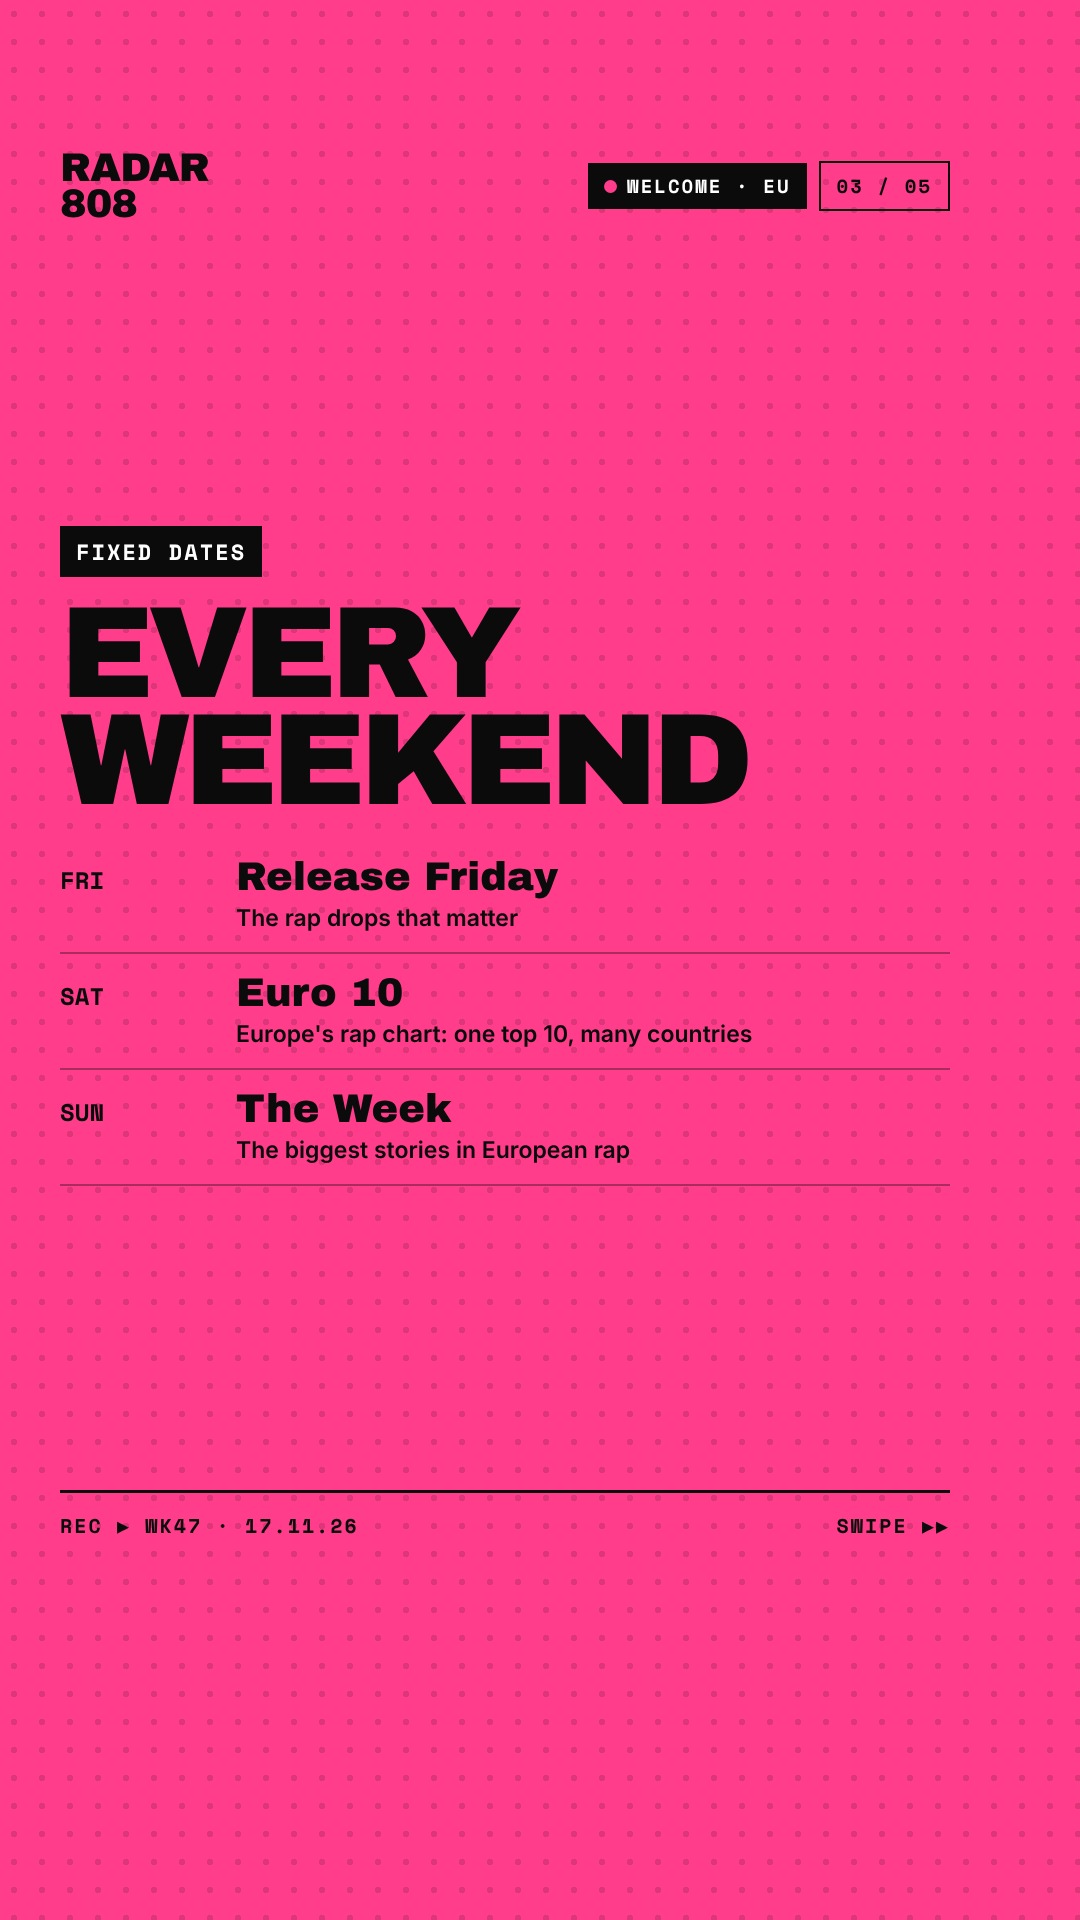 RADAR
808
WELCOME · EU
03 / 05
FIXED DATES
EVERY
WEEKEND
FRI
Release Friday
The rap drops that matter
SAT
Euro 10
Europe's rap chart: one top 10, many countries
SUN
The Week
The biggest stories in European rap
REC ▶ WK47 · 17.11.26
SWIPE ▶▶